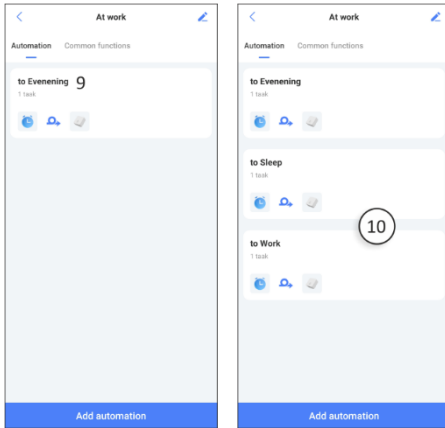 At work
Automation Common functions
to Evenening 9
1 task
Add automation
At work
Automation Common functions
to Evenening
1 task
to Sleep
1 task
10
to Work
1 task
Add automation